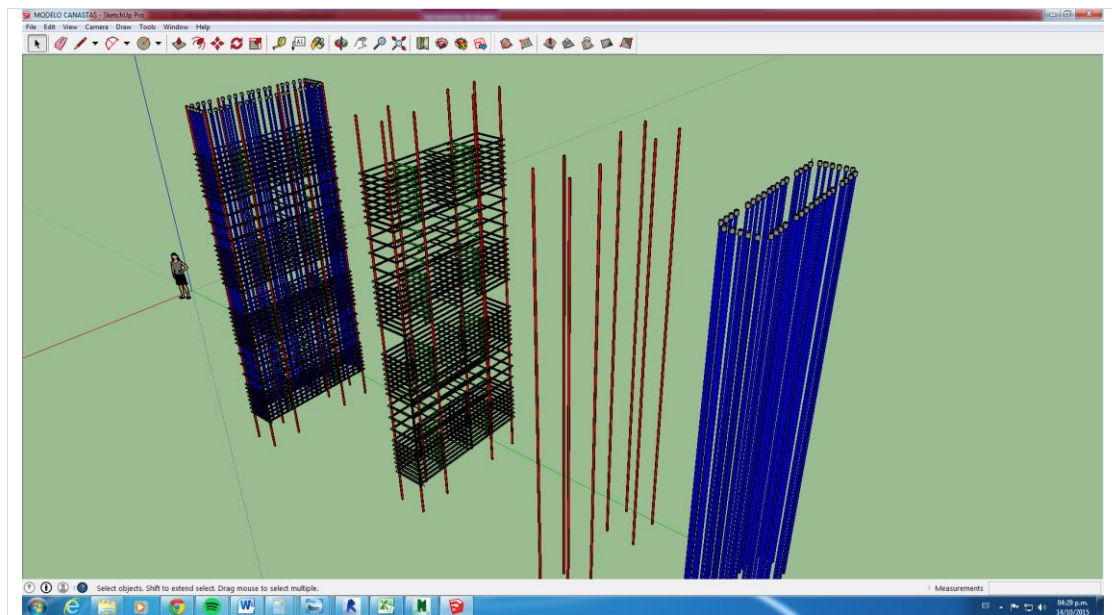 MODELO CANASTAS - SketchUp Pro
File Edit View Camera Draw Tools Window Help
Select objects. Shift to extend select. Drag mouse to select multiple.
Measurements
ES
04:29 p.m.
14/10/2015